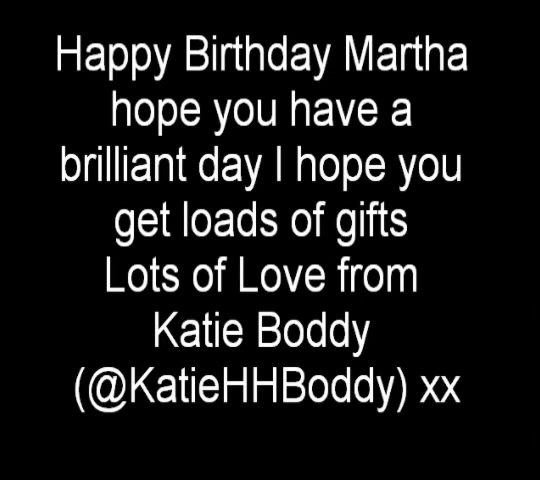 Happy Birthday Martha
hope you have a
brilliant day I hope you
get loads of gifts
Lots of Love from
Katie Boddy
(@KatieHHBoddy) xx